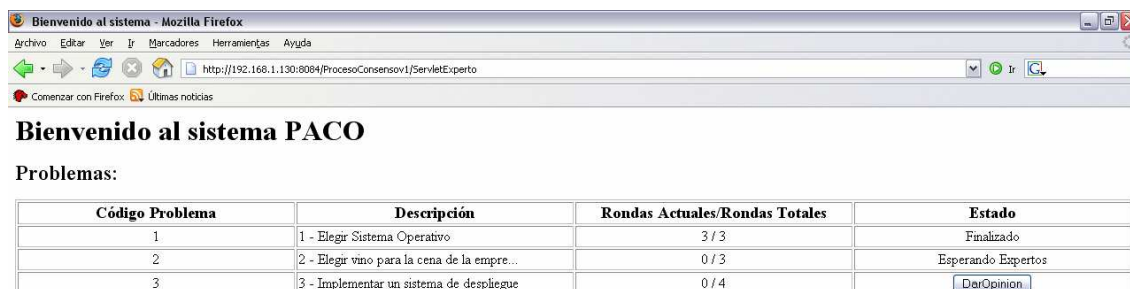 Bienvenido al sistema - Mozilla Firefox
Archivo Editar Ver Ir Marcadores Herramientas Ayuda
http://192.168.1.130:8084/ProcesoConsensov1/ServletExperto Ir
Comenzar con Firefox Últimas noticias
Bienvenido al sistema PACO
Problemas:
Código Problema Descripción Rondas Actuales/Rondas Totales Estado
1 1 - Elegir Sistema Operativo 3 / 3 Finalizado
2 2 - Elegir vino para la cena de la empre... 0 / 3 Esperando Expertos
3 3 - Implementar un sistema de despliegue 0 / 4 DarOpinion